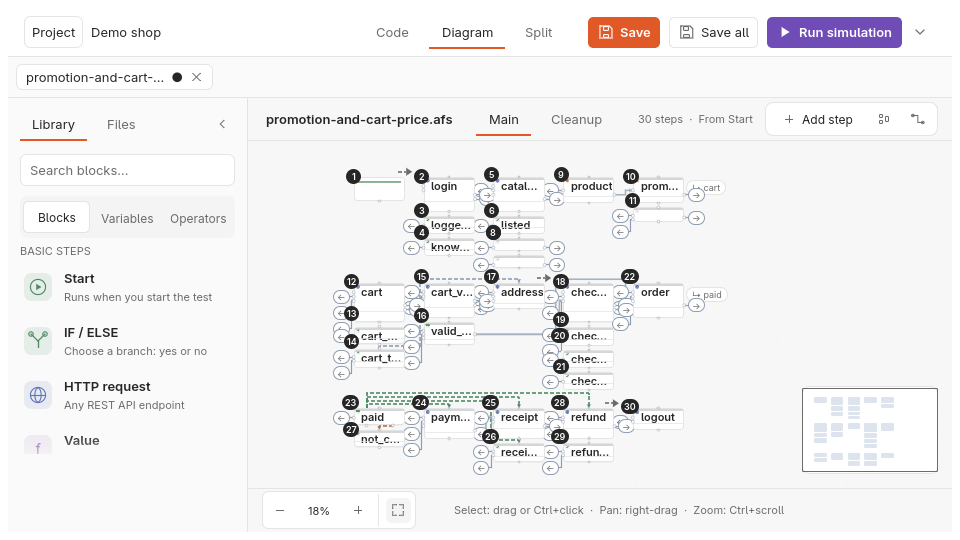 Project Demo shop Code Diagram Split Save Save all Run simulation
promotion-and-cart-...
Library Files
promotion-and-cart-price.afs Main Cleanup 30 steps · From Start Add step
Search blocks...
Blocks Variables Operators
BASIC STEPS
Start
Runs when you start the test
IF / ELSE
Choose a branch: yes or no
HTTP request
Any REST API endpoint
Value
f
1 2 5 9 10
login catal... product prom... cart
3 6 11
logge... listed
4 8
know...
12 15 17 18 22
cart cart_v... address chec... order paid
13 16 19
cart_... valid_... 20 chec...
14
cart_t... chec...
21
chec...
23 24 25 28 30
paid paym... receipt refund logout
27 26 29
not_c... recei... refun...
18% Select: drag or Ctrl+click · Pan: right-drag · Zoom: Ctrl+scroll